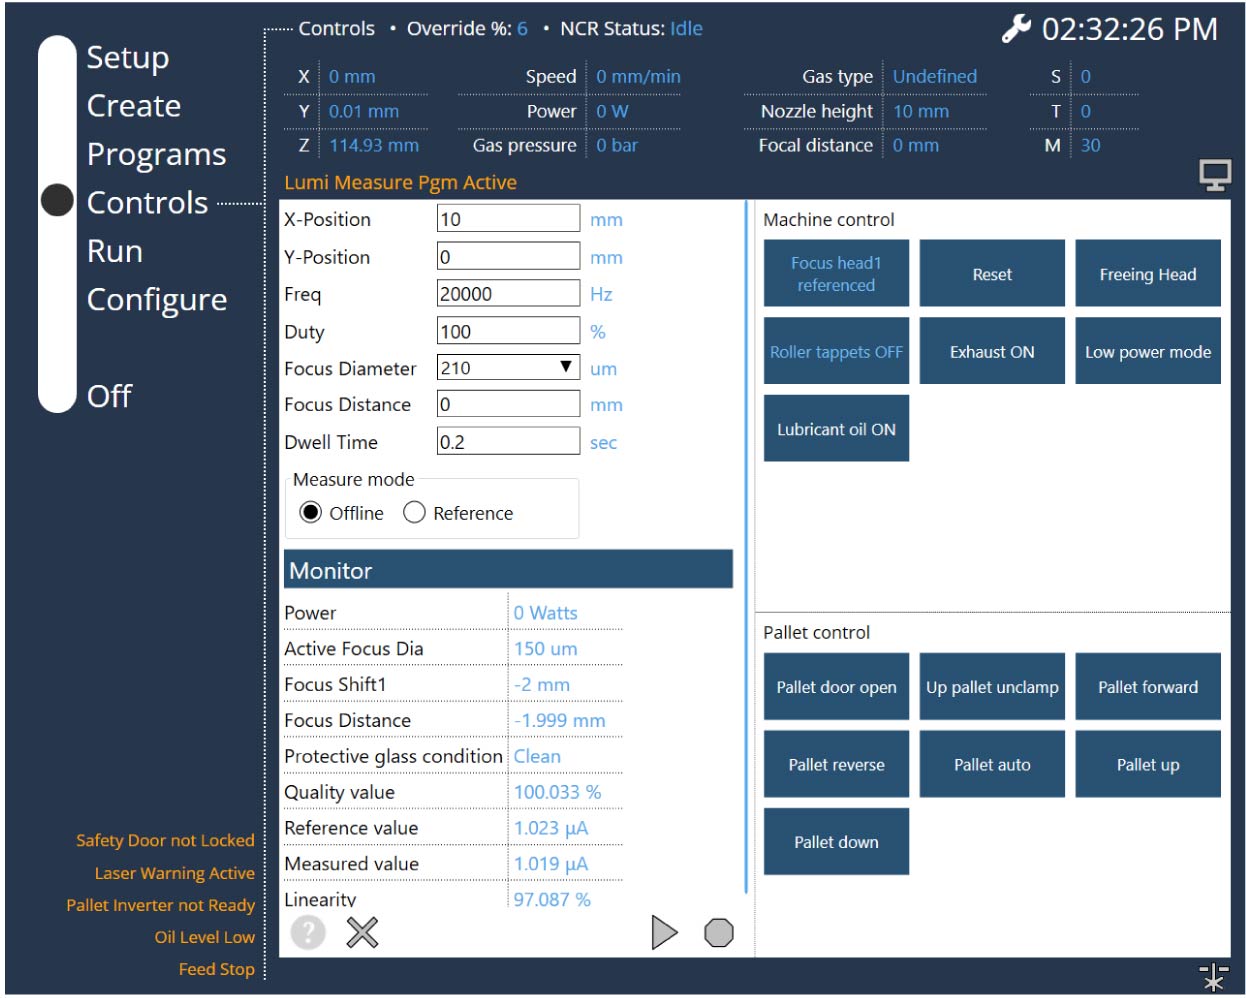 Controls • Override %: 6 • NCR Status: Idle
02:32:26 PM
Setup
Create
Programs
Controls
Run
Configure
Off
X 0 mm Speed 0 mm/min Gas type Undefined S 0
Y 0.01 mm Power 0 W Nozzle height 10 mm T 0
Z 114.93 mm Gas pressure 0 bar Focal distance 0 mm M 30
Lumi Measure Pgm Active
X-Position 10 mm
Y-Position 0 mm
Freq 20000 Hz
Duty 100 %
Focus Diameter 210 um
Focus Distance 0 mm
Dwell Time 0.2 sec
Measure mode
Offline Reference
Monitor
Power 0 Watts
Active Focus Dia 150 um
Focus Shift1 -2 mm
Focus Distance -1.999 mm
Protective glass condition Clean
Quality value 100.033 %
Reference value 1.023 µA
Measured value 1.019 µA
Linearity 97.087 %
?
Machine control
Focus head1
referenced
Reset
Freeing Head
Roller tappets OFF
Exhaust ON
Low power mode
Lubricant oil ON
Pallet control
Pallet door open
Up pallet unclamp
Pallet forward
Pallet reverse
Pallet auto
Pallet up
Pallet down
Safety Door not Locked
Laser Warning Active
Pallet Inverter not Ready
Oil Level Low
Feed Stop